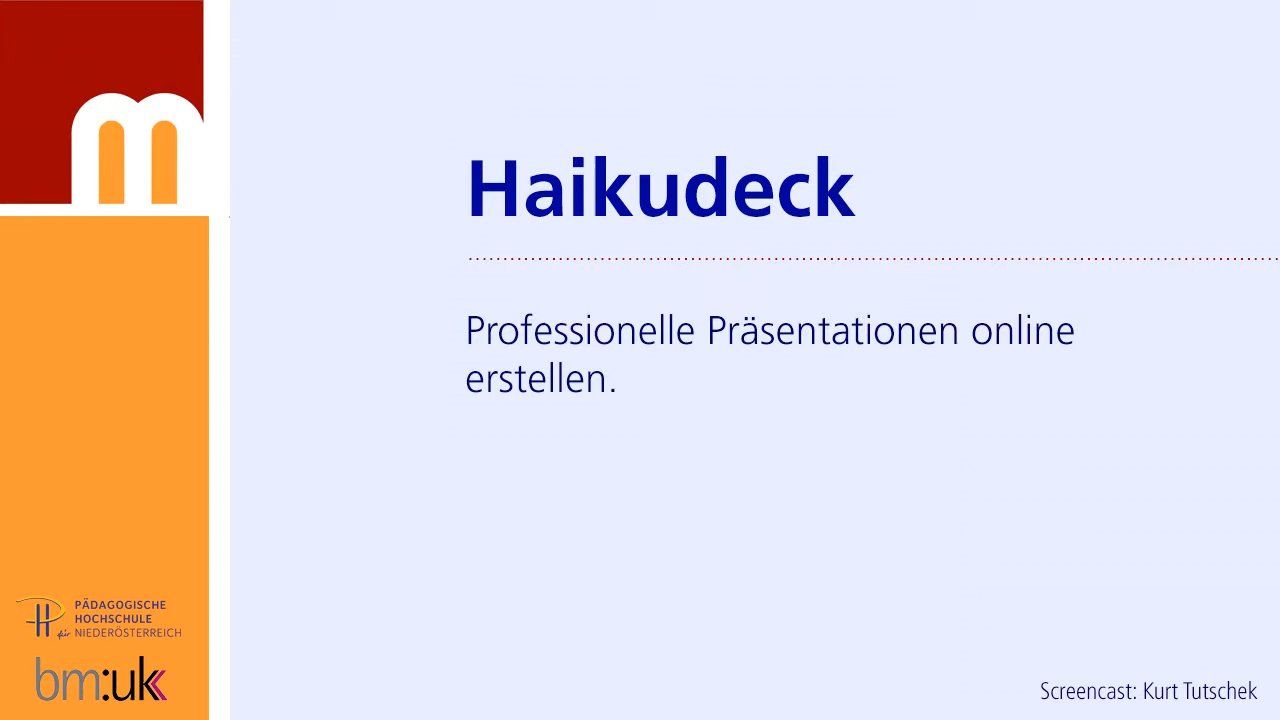 m
Haikudeck
Professionelle Präsentationen online
erstellen.
PÄDAGOGISCHE
HOCHSCHULE
für NIEDERÖSTERREICH
bm:uk
Screencast: Kurt Tutschek